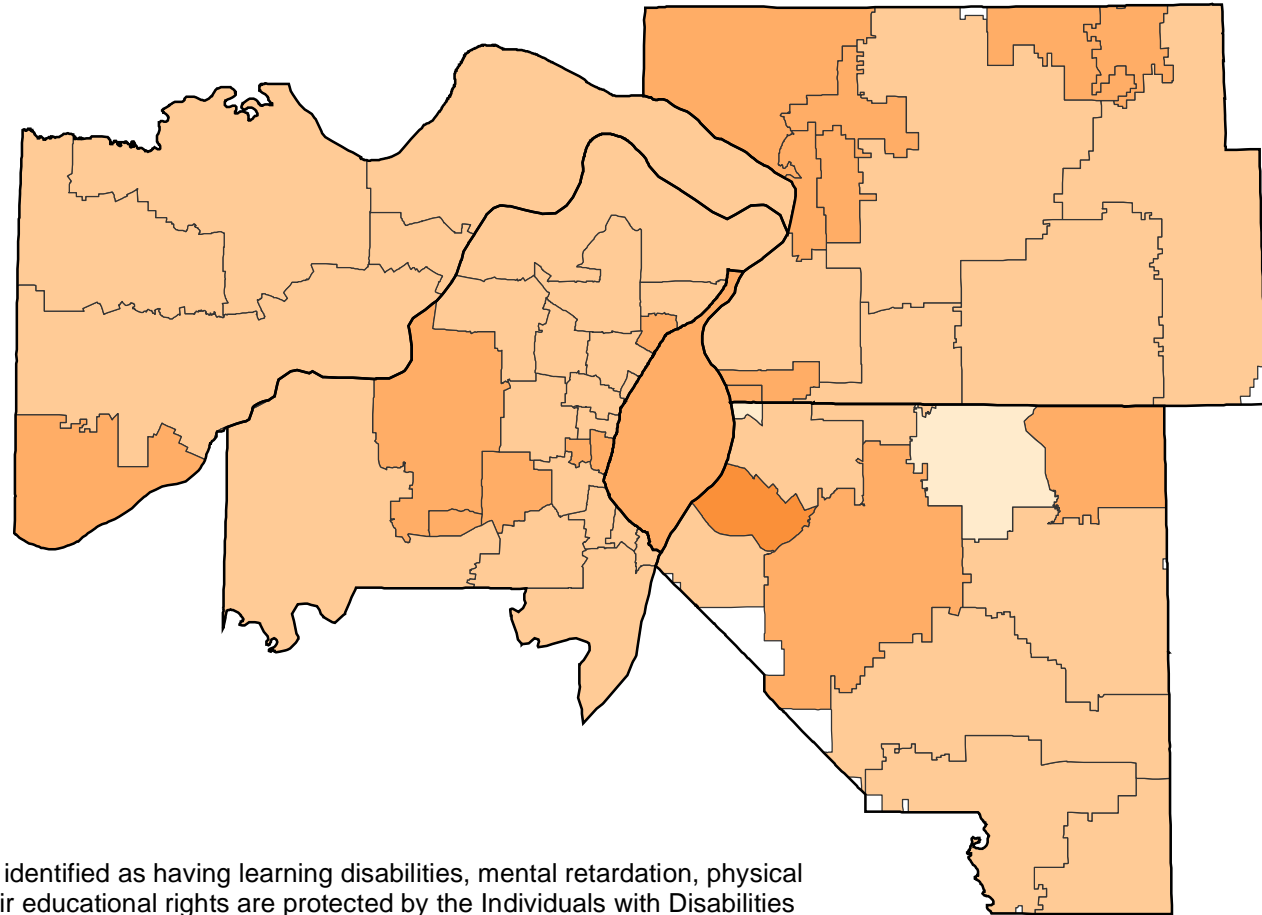 identified as having learning disabilities, mental retardation, physical
ir educational rights are protected by the Individuals with Disabilities